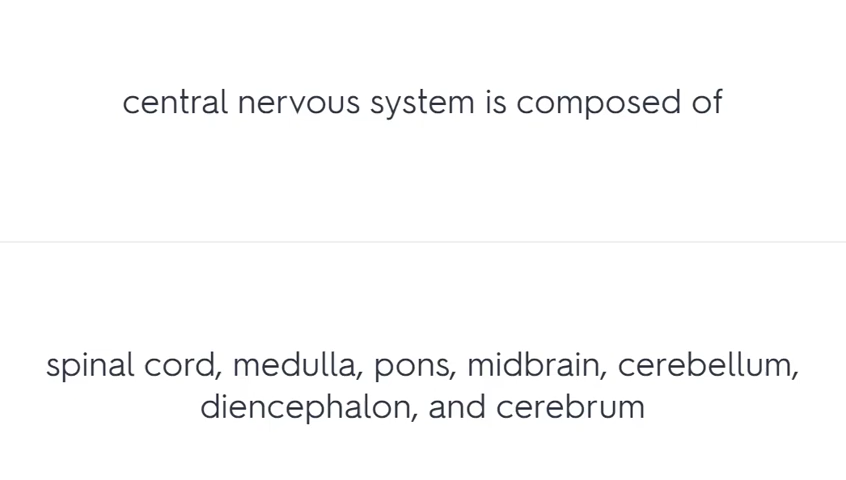 central nervous system is composed of
spinal cord, medulla, pons, midbrain, cerebellum,
diencephalon, and cerebrum